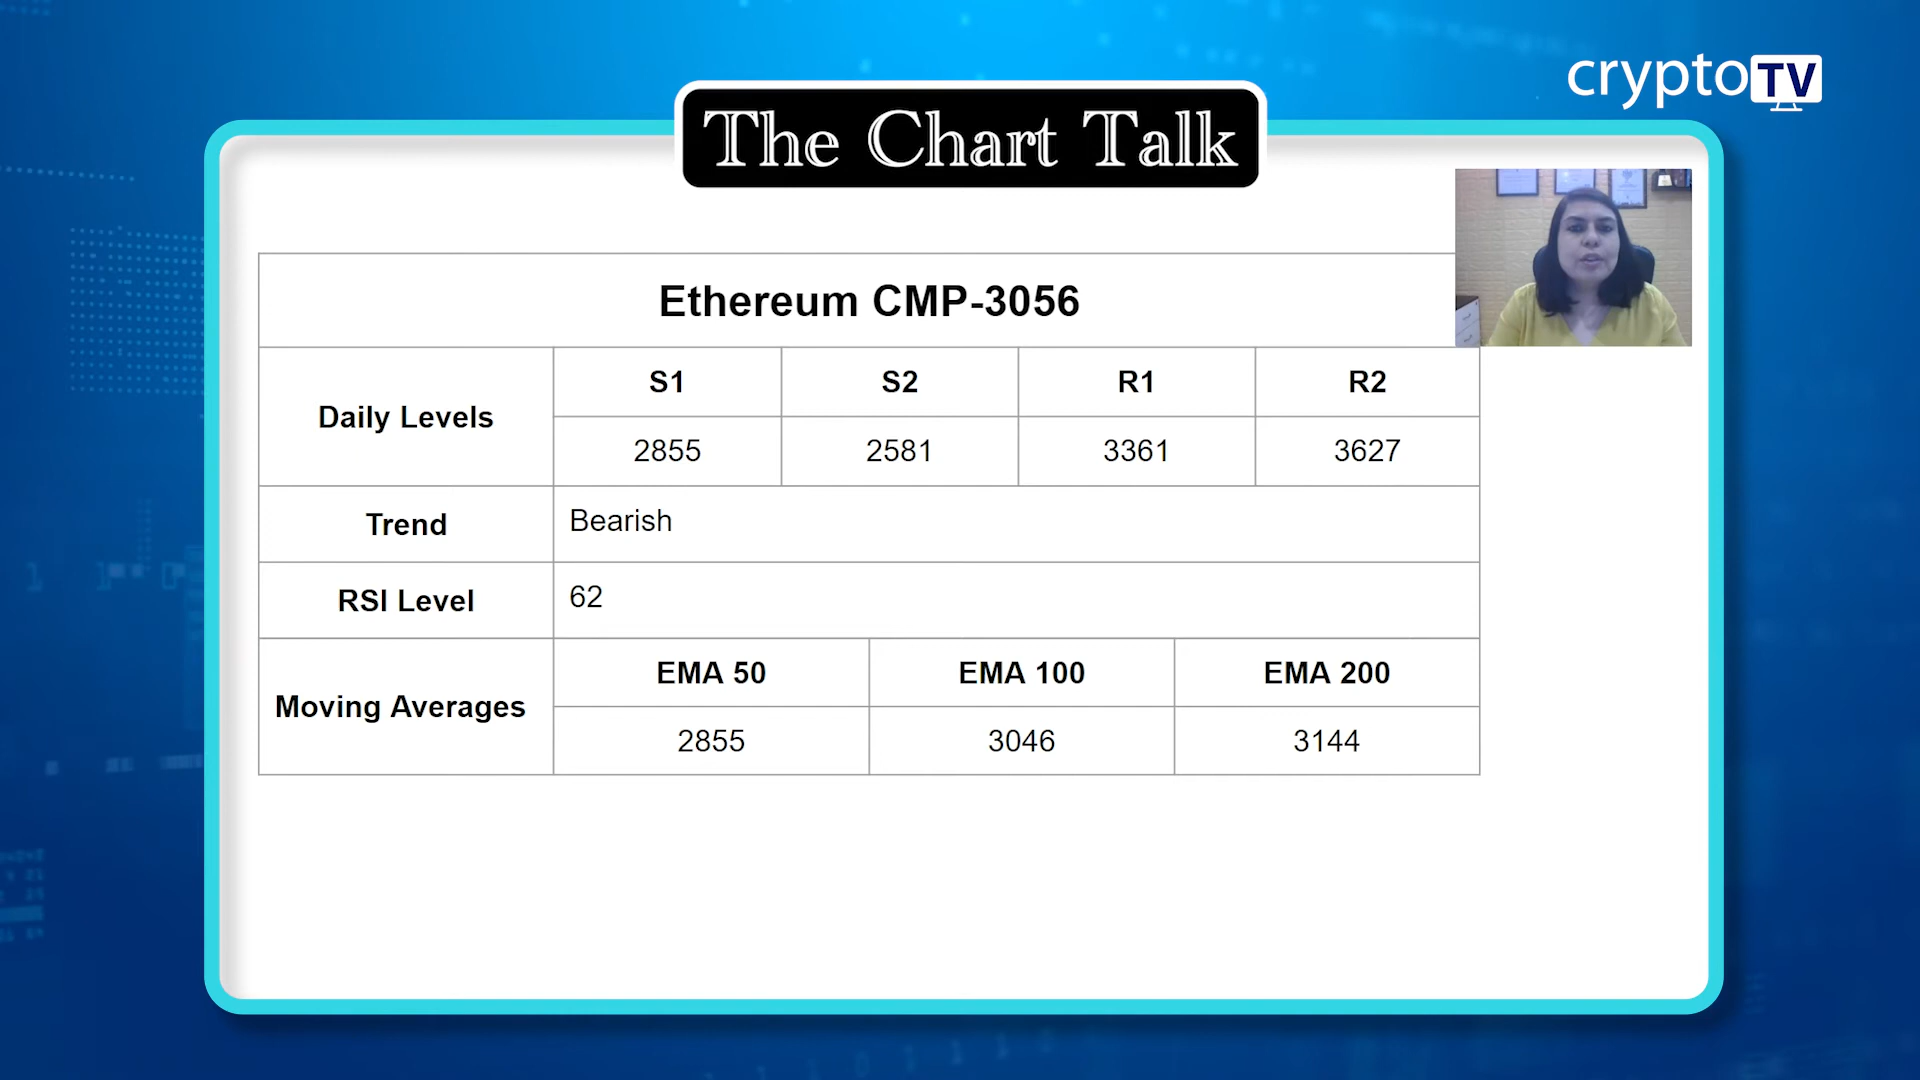 cryptoTV
The Chart Talk
Ethereum CMP-3056
Daily Levels
S1 S2 R1 R2
2855 2581 3361 3627
Trend Bearish
RSI Level 62
Moving Averages
EMA 50 EMA 100 EMA 200
2855 3046 3144